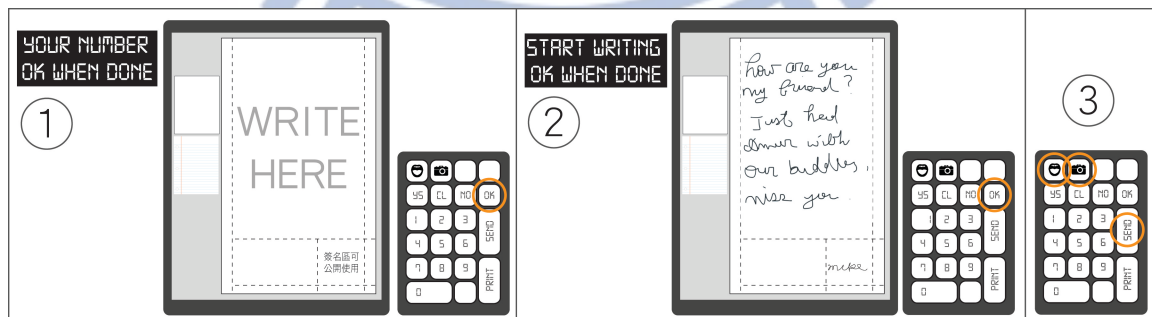 YOUR NUMBER
OK WHEN DONE
1
WRITE
HERE
簽名區可
公開使用
YS CL NO OK
1 2 3
4 5 6 SEND
7 8 9
0 PRINT
START WRITING
OK WHEN DONE
2
how are you
my friend?
Just had
dinner with
our buddies,
miss you
mike
YS CL NO OK
1 2 3
4 5 6 SEND
7 8 9
0 PRINT
3
YS CL NO OK
1 2 3
4 5 6 SEND
7 8 9
0 PRINT